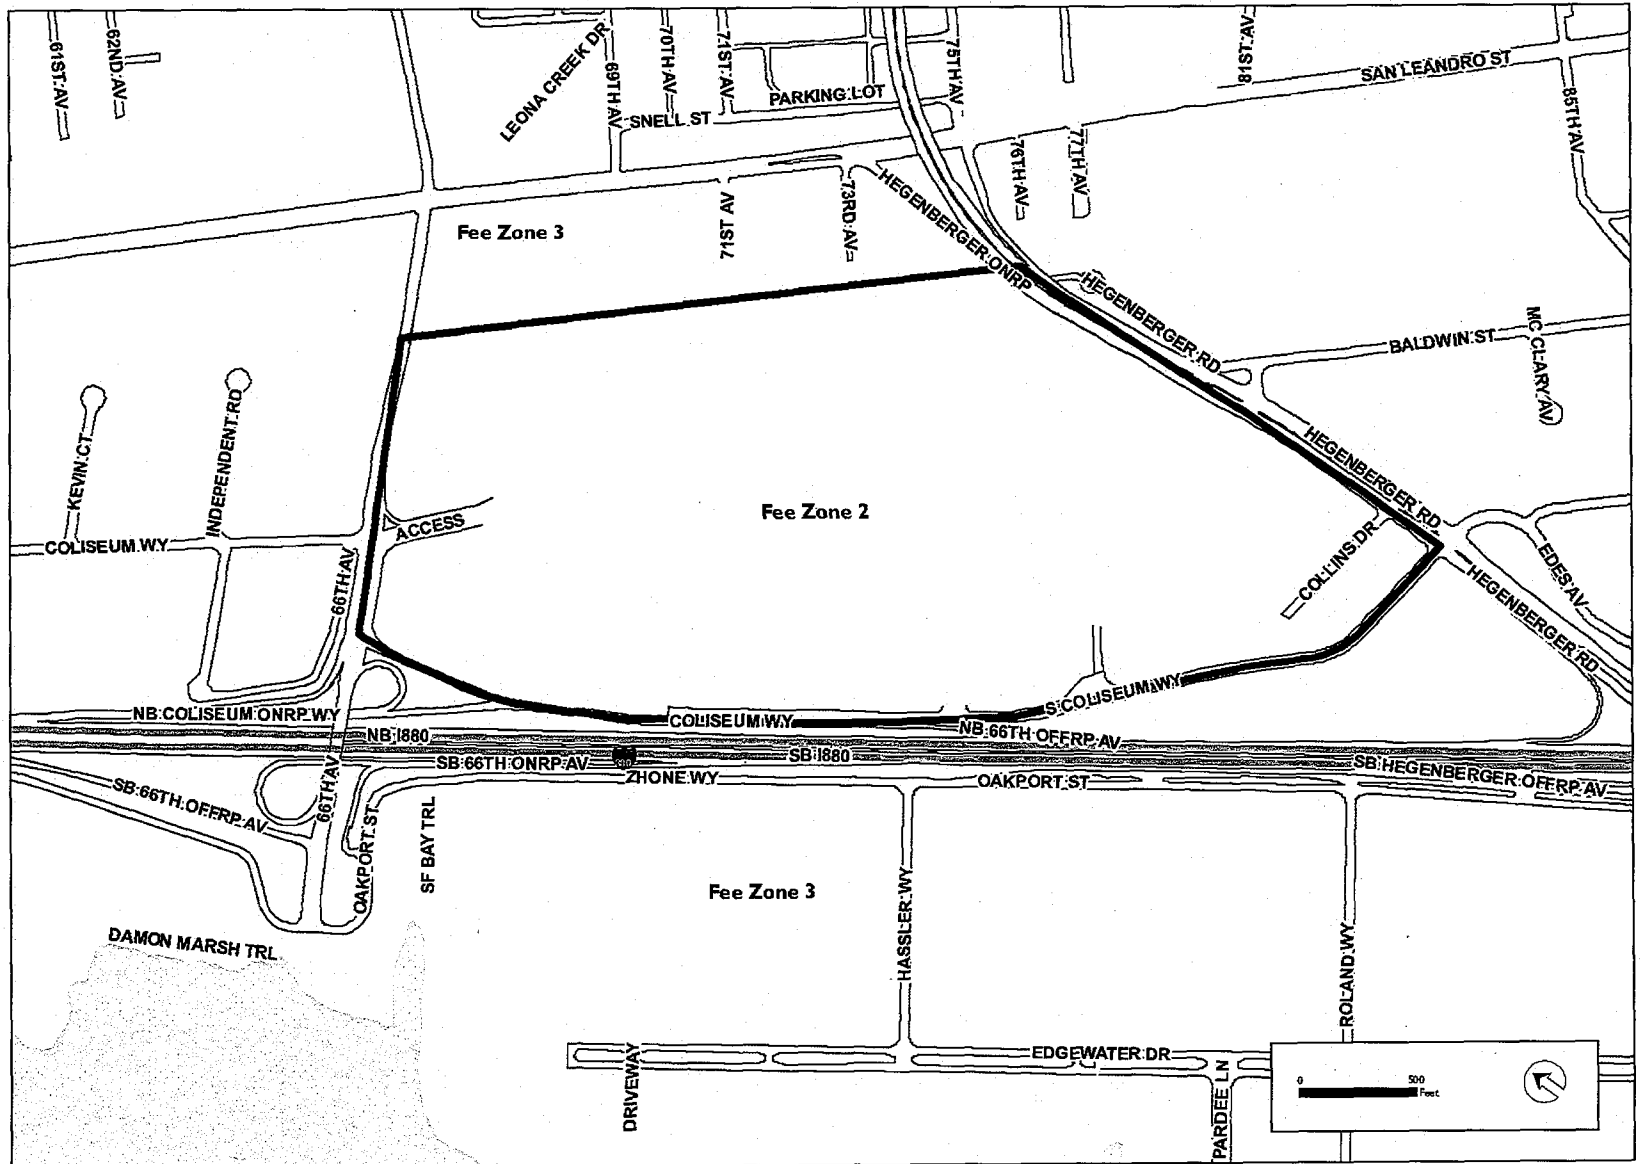 61ST AV
62ND AV
LEONA CREEK DR
69TH AV
70TH AV
71ST AV
75TH AV
81ST AV
SAN LEANDRO ST
85TH AV
PARKING LOT
SNELL ST
76TH AV
77TH AV
71ST AV
73RD AV
HEGENBERGER ONRP
Fee Zone 3
HEGENBERGER RD
BALDWIN ST
MC CLARY AV
KEVIN CT
INDEPENDENT RD
HEGENBERGER RD
Fee Zone 2
ACCESS
COLISEUM WY
66TH AV
COLLINS DR
EDES AV
HEGENBERGER RD
S COLISEUM WY
NB COLISEUM ONRP WY
COLISEUM WY
NB I880
NB 66TH OFFRP AV
SB 66TH ONRP AV
SB I880
SB HEGENBERGER OFFRP AV
ZHONE WY
OAKPORT ST
SB 66TH OFFRP AV
66TH AV
OAKPORT ST
SF BAY TRL
Fee Zone 3
HASSLER WY
ROLAND WY
DAMON MARSH TRL
DRIVEWAY
EDGEWATER DR
PARDEE LN
0 500
Feet